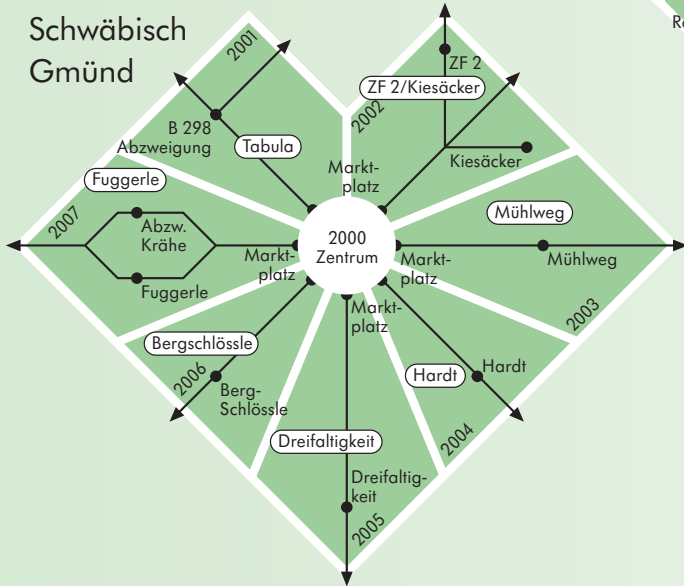 Schwäbisch
Gmünd
2001
B 298
Abzweigung
Tabula
2002
ZF 2
ZF 2/Kiesäcker
Kiesäcker
Markt-
platz
Fuggerle
2007
Abzw.
Krähe
Fuggerle
Markt-
platz
2000
Zentrum
Markt-
platz
Mühlweg
Mühlweg
2003
Bergschlössle
2006
Berg-
Schlössle
Markt-
platz
Hardt
Hardt
2004
Dreifaltigkeit
Dreifaltig-
keit
2005